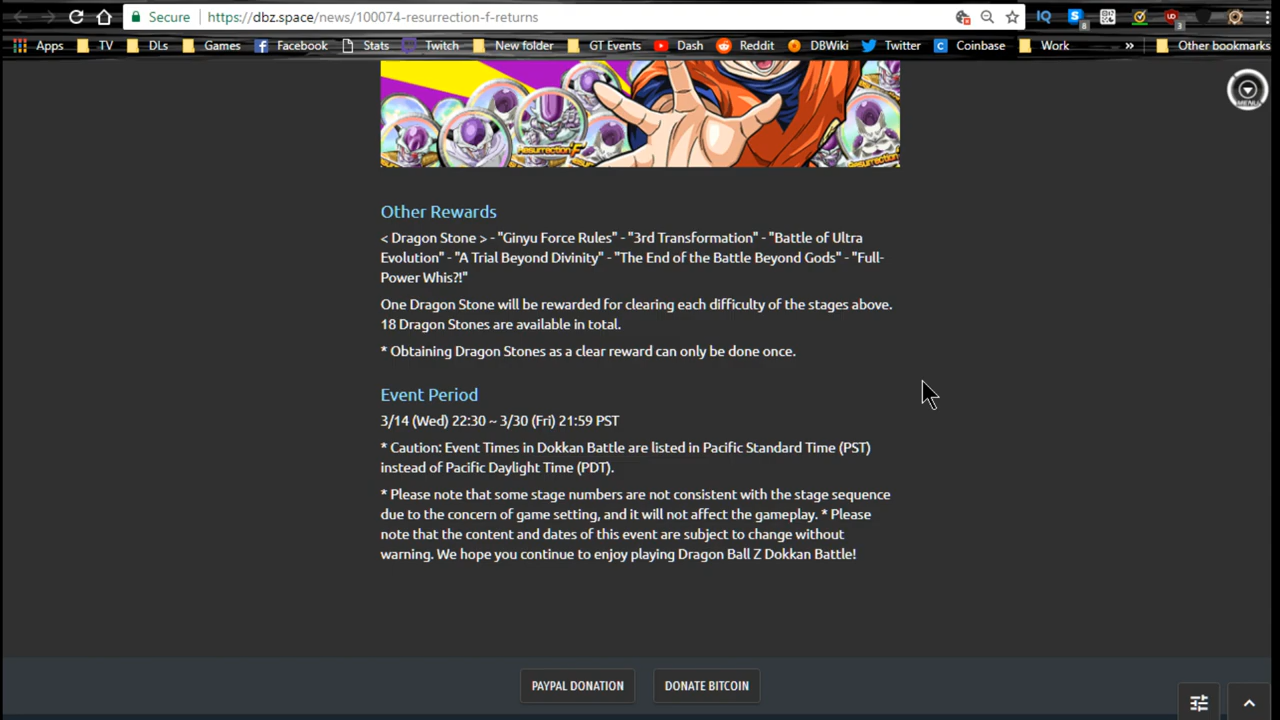 Secure https://dbz.space/news/100074-resurrection-f-returns
Apps TV DLs Games Facebook Stats Twitch New folder GT Events Dash Reddit DBWiki Twitter Coinbase Work » Other bookmarks
MENU
Resurrection F
Other Rewards
< Dragon Stone > - "Ginyu Force Rules" - "3rd Transformation" - "Battle of Ultra
Evolution" - "A Trial Beyond Divinity" - "The End of the Battle Beyond Gods" - "Full-
Power Whis?!"
One Dragon Stone will be rewarded for clearing each difficulty of the stages above.
18 Dragon Stones are available in total.
* Obtaining Dragon Stones as a clear reward can only be done once.
Event Period
3/14 (Wed) 22:30 ~ 3/30 (Fri) 21:59 PST
* Caution: Event Times in Dokkan Battle are listed in Pacific Standard Time (PST)
instead of Pacific Daylight Time (PDT).
* Please note that some stage numbers are not consistent with the stage sequence
due to the concern of game setting, and it will not affect the gameplay. * Please
note that the content and dates of this event are subject to change without
warning. We hope you continue to enjoy playing Dragon Ball Z Dokkan Battle!
PAYPAL DONATION DONATE BITCOIN